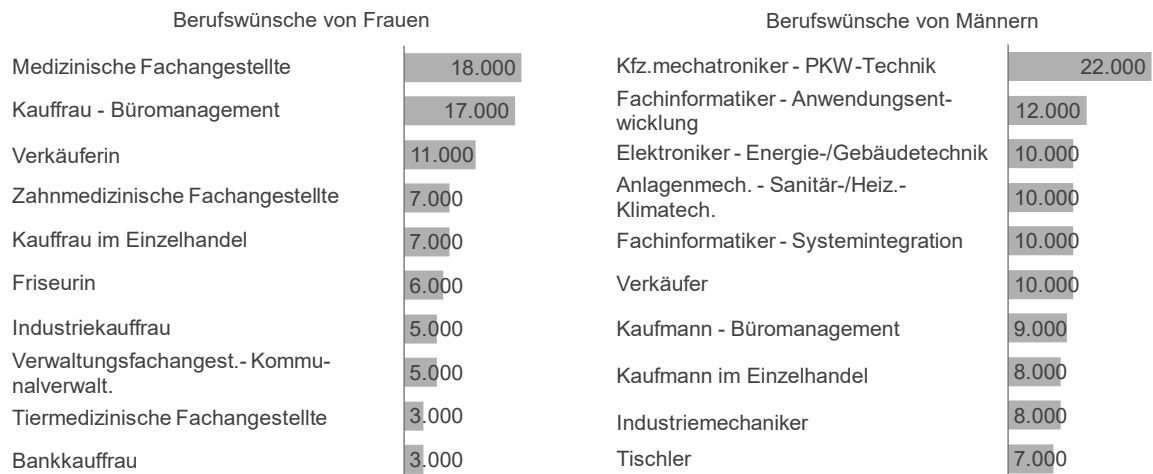 Berufswünsche von Frauen
Medizinische Fachangestellte 18.000
Kauffrau - Büromanagement 17.000
Verkäuferin 11.000
Zahnmedizinische Fachangestellte 7.000
Kauffrau im Einzelhandel 7.000
Friseurin 6.000
Industriekauffrau 5.000
Verwaltungsfachangest.- Kommu-
nalverwalt. 5.000
Tiermedizinische Fachangestellte 3.000
Bankkauffrau 3.000
Berufswünsche von Männern
Kfz.mechatroniker - PKW-Technik 22.000
Fachinformatiker - Anwendungsent-
wicklung 12.000
Elektroniker - Energie-/Gebäudetechnik 10.000
Anlagenmech. - Sanitär-/Heiz.-
Klimatech. 10.000
Fachinformatiker - Systemintegration 10.000
Verkäufer 10.000
Kaufmann - Büromanagement 9.000
Kaufmann im Einzelhandel 8.000
Industriemechaniker 8.000
Tischler 7.000